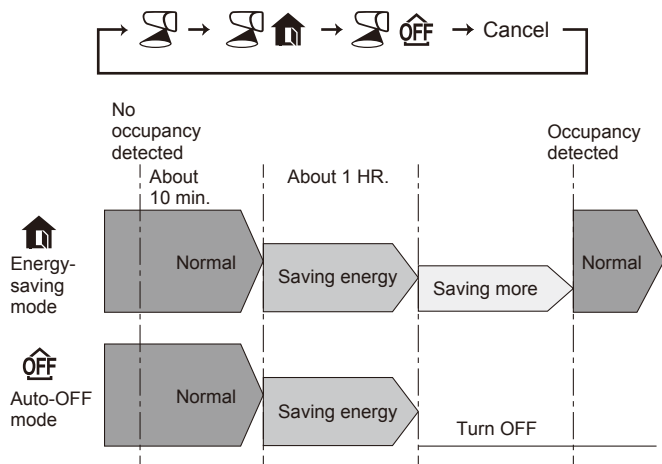 Cancel
No
occupancy
detected
Occupancy
detected
About
10 min.
About 1 HR.
Energy-
saving
mode
Normal
Saving energy
Saving more
Normal
OFF
OFF
Auto-OFF
mode
Normal
Saving energy
Turn OFF